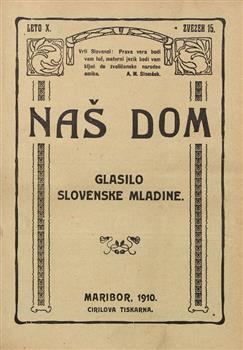 LETO X.
ZVEZEK 15.
Vrli Slovenci: Prava vera bodi
vam luč, materni jezik bodi vam
ključ do zveličanske narodne
omike. A. M. Slomšek.
NAŠ DOM
GLASILO
SLOVENSKE MLADINE.
MARIBOR, 1910.
CIRILOVA TISKARNA.